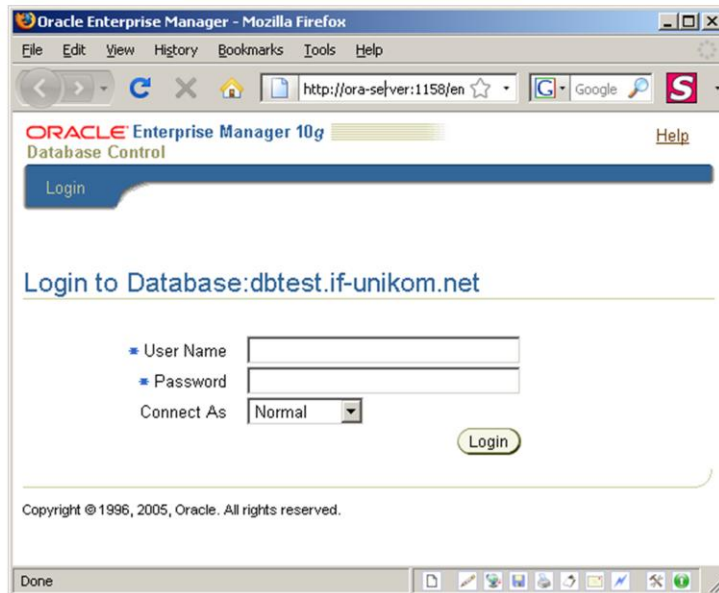 Oracle Enterprise Manager - Mozilla Firefox
File Edit View History Bookmarks Tools Help
http://ora-server:1158/en G Google S
ORACLE Enterprise Manager 10g
Database Control
Help
Login
Login to Database:dbtest.if-unikom.net
* User Name
* Password
Connect As Normal
Login
Copyright © 1996, 2005, Oracle. All rights reserved.
Done